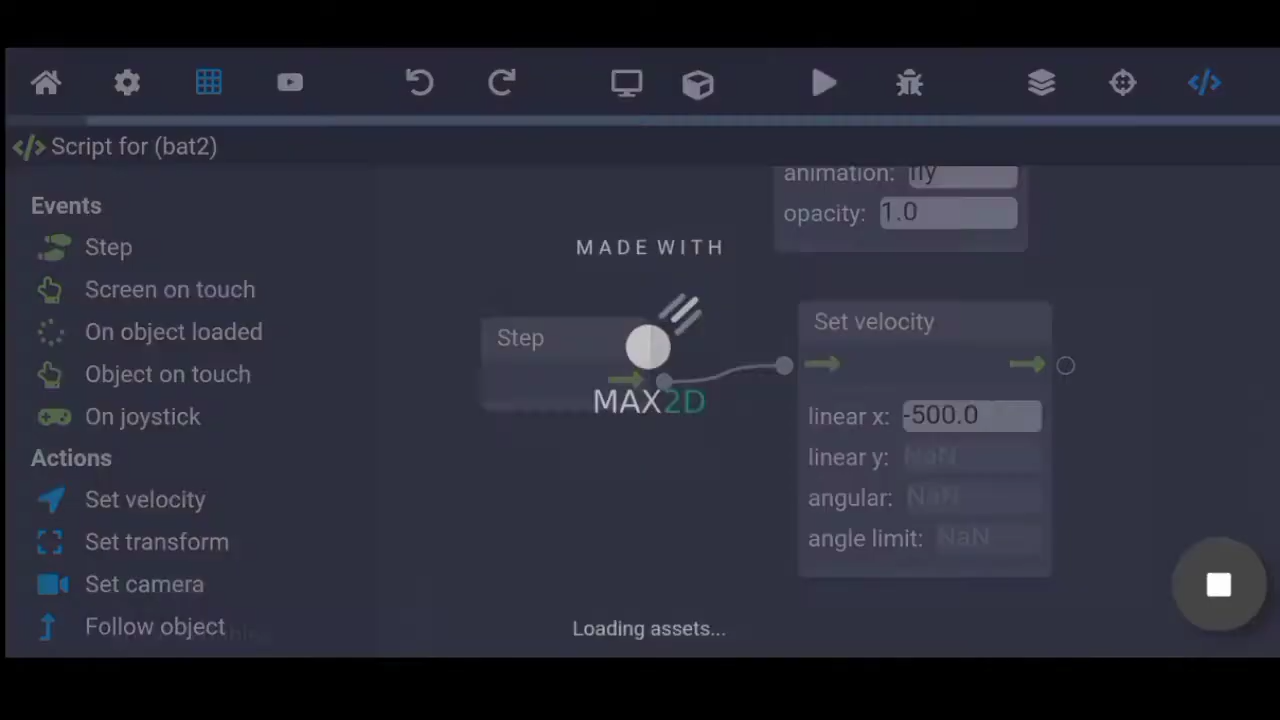 Script for (bat2)
Events
Step
Screen on touch
On object loaded
Object on touch
On joystick
Actions
Set velocity
Set transform
Set camera
Follow object
animation: fly
opacity: 1.0
MADE WITH
MAX2D
Loading assets...
Step
Set velocity
linear x: -500.0
linear y: NaN
angular: NaN
angle limit: NaN